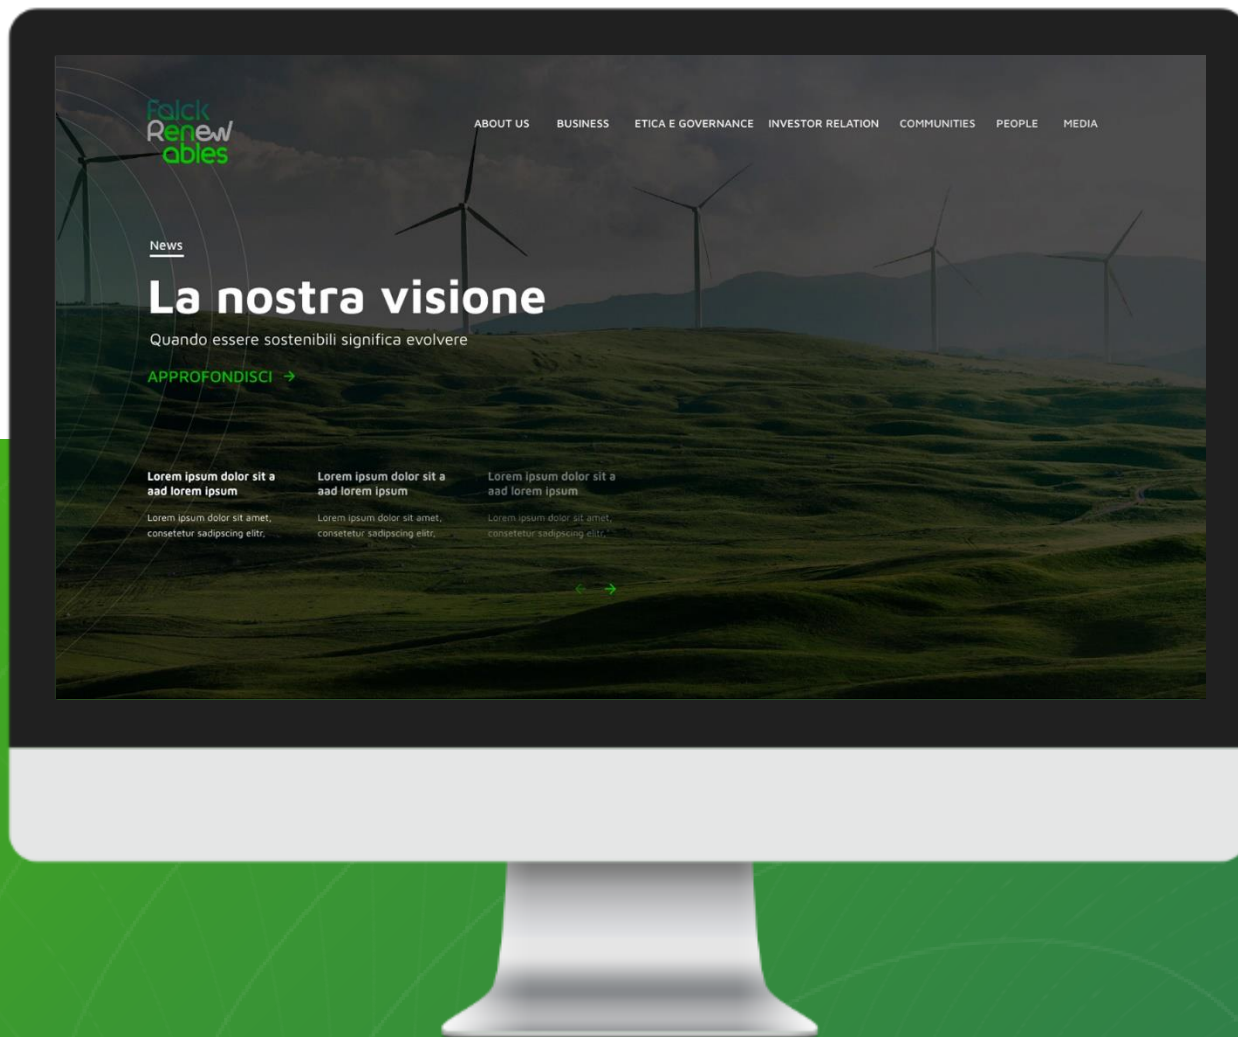 Falck
Renew
ables
ABOUT US BUSINESS ETICA E GOVERNANCE INVESTOR RELATION COMMUNITIES PEOPLE MEDIA
News
La nostra visione
Quando essere sostenibili significa evolvere
APPROFONDISCI →
Lorem ipsum dolor sit a
aad lorem ipsum
Lorem ipsum dolor sit amet,
consetetur sadipscing elitr,
Lorem ipsum dolor sit a
aad lorem ipsum
Lorem ipsum dolor sit amet,
consetetur sadipscing elitr,
Lorem ipsum dolor sit a
aad lorem ipsum
Lorem ipsum dolor sit amet,
consetetur sadipscing elitr,